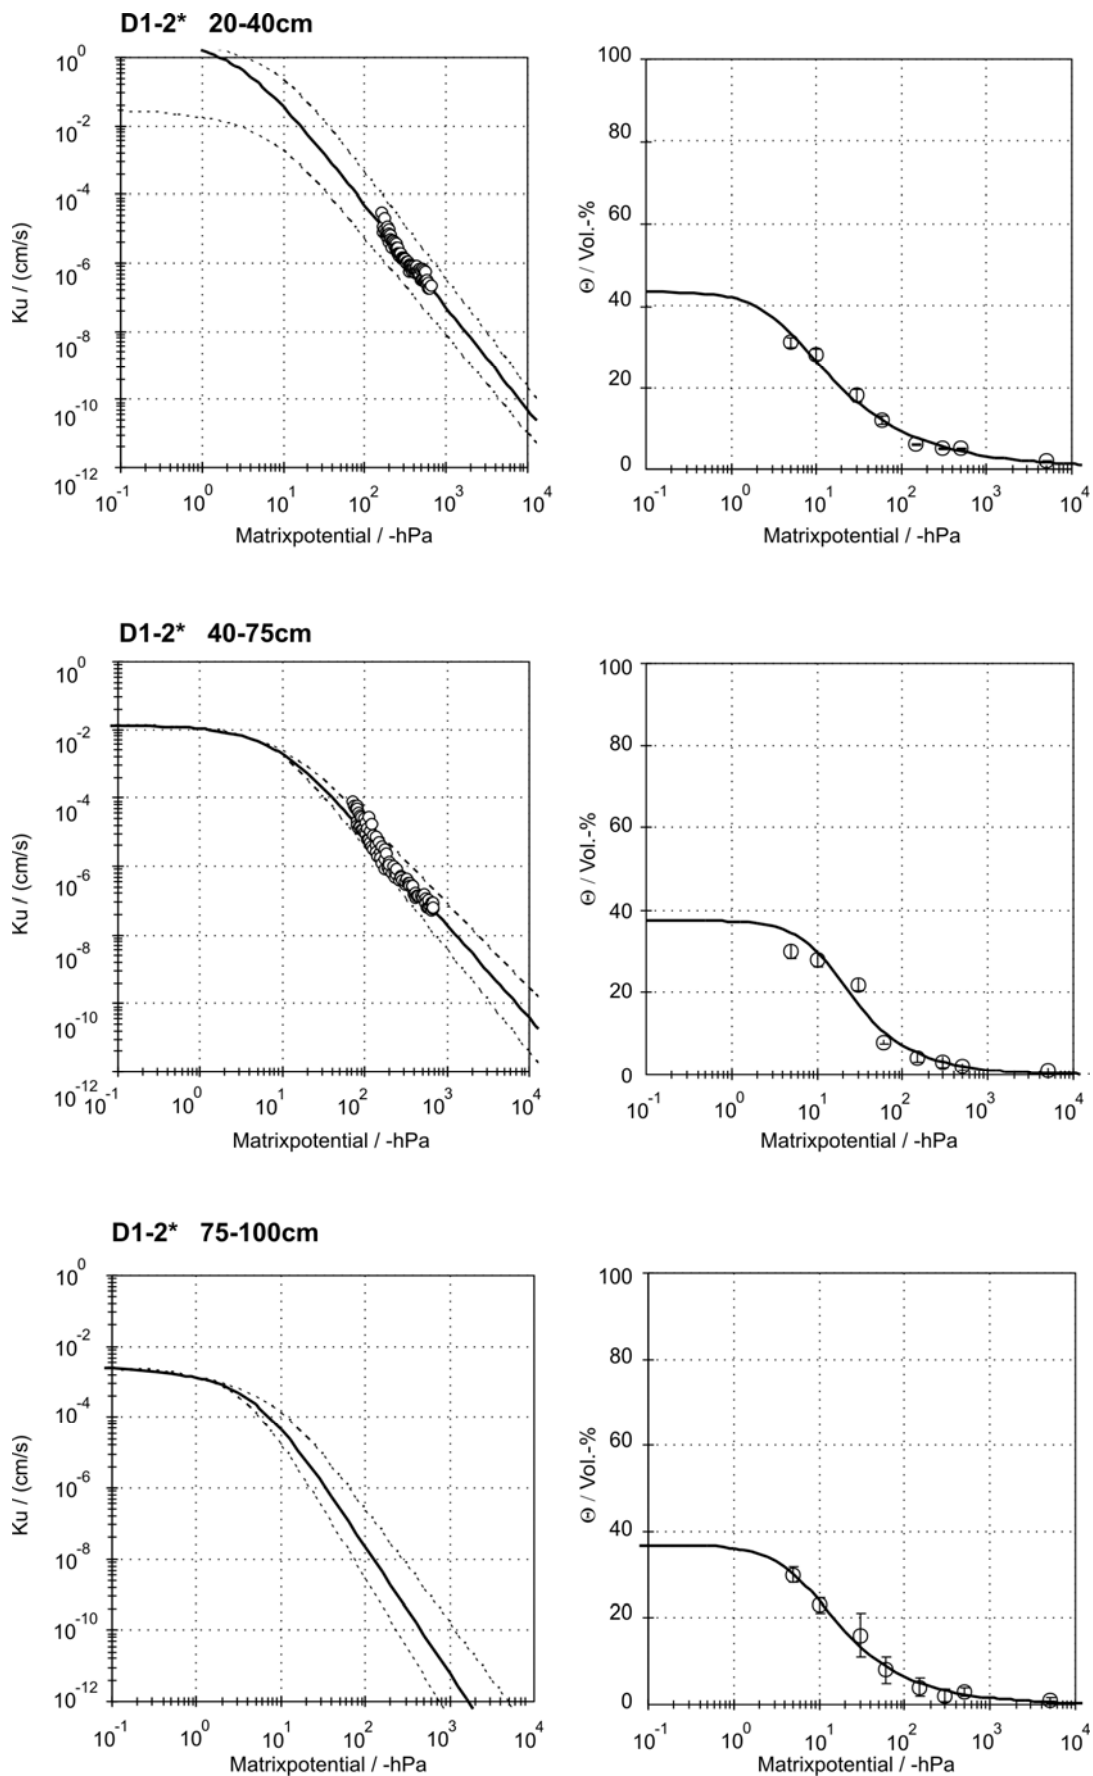 D1-2* 20-40cm
Ku / (cm/s)
10^0
10^-2
10^-4
10^-6
10^-8
10^-10
10^-12
10^-1 10^0 10^1 10^2 10^3 10^4
Matrixpotential / -hPa
Θ / Vol.-%
100
80
60
40
20
0
10^-1 10^0 10^1 10^2 10^3 10^4
Matrixpotential / -hPa
D1-2* 40-75cm
Ku / (cm/s)
10^0
10^-2
10^-4
10^-6
10^-8
10^-10
10^-12
10^-1 10^0 10^1 10^2 10^3 10^4
Matrixpotential / -hPa
Θ / Vol.-%
100
80
60
40
20
0
10^-1 10^0 10^1 10^2 10^3 10^4
Matrixpotential / -hPa
D1-2* 75-100cm
Ku / (cm/s)
10^0
10^-2
10^-4
10^-6
10^-8
10^-10
10^-12
10^-1 10^0 10^1 10^2 10^3 10^4
Matrixpotential / -hPa
Θ / Vol.-%
100
80
60
40
20
0
10^-1 10^0 10^1 10^2 10^3 10^4
Matrixpotential / -hPa